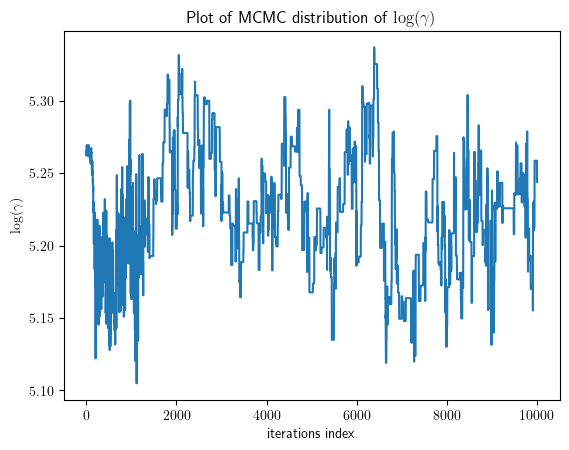 Plot of MCMC distribution of log(γ)
log(γ)
5.30
5.25
5.20
5.15
5.10
0 2000 4000 6000 8000 10000
iterations index